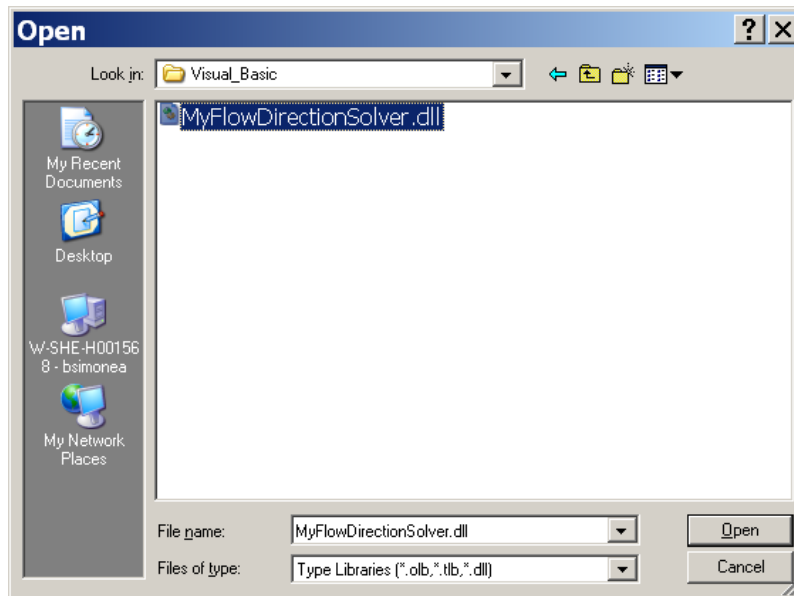 Open
Look in: Visual_Basic
MyFlowDirectionSolver.dll
My Recent
Documents
Desktop
W-SHE-H00156
8 - bsimonea
My Network
Places
File name: MyFlowDirectionSolver.dll Open
Files of type: Type Libraries (*.olb,*.tlb,*.dll) Cancel